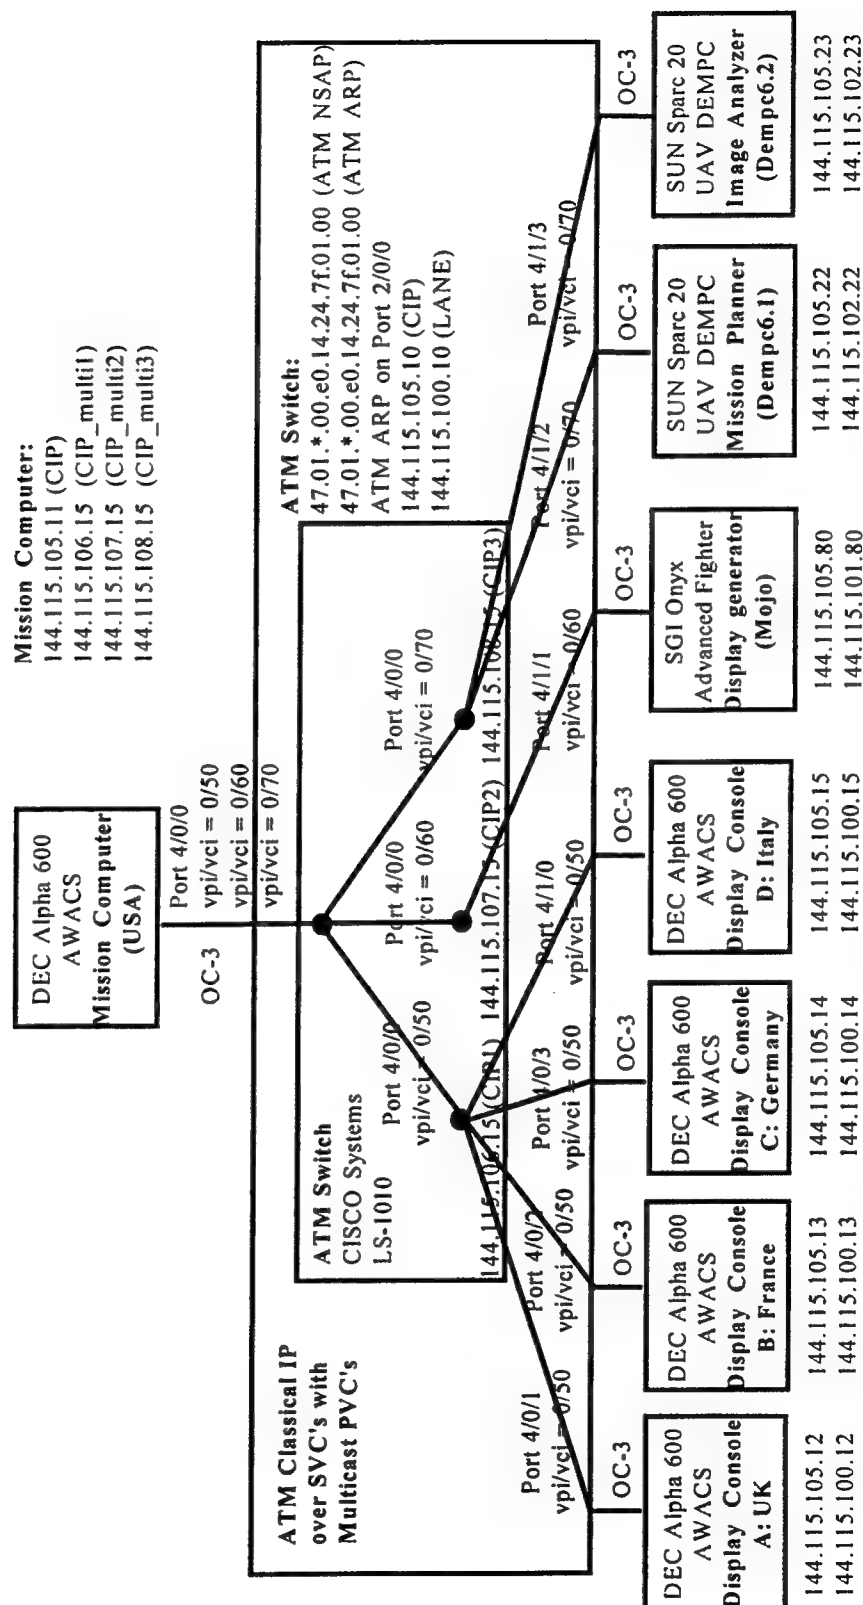 Mission Computer:
144.115.105.11 (CIP)
144.115.106.15 (CIP_multi1)
144.115.107.15 (CIP_multi2)
144.115.108.15 (CIP_multi3)
DEC Alpha 600
AWACS
Mission Computer
(USA)
OC-3
Port 4/0/0
vpi/vci = 0/50
vpi/vci = 0/60
vpi/vci = 0/70
ATM Classical IP
over SVC's with
Multicast PVC's
ATM Switch
CISCO Systems
LS-1010
ATM Switch:
47.01.*.00.e0.14.24.7f.01.00 (ATM NSAP)
47.01.*.00.e0.14.24.7f.01.00 (ATM ARP)
ATM ARP on Port 2/0/0
144.115.105.10 (CIP)
144.115.100.10 (LANE)
Port 4/0/0
vpi/vci = 0/50
Port 4/0/0
vpi/vci = 0/60
Port 4/0/0
vpi/vci = 0/70
144.115.106.15 (CIP1)
144.115.107.15 (CIP2)
144.115.108.15 (CIP3)
Port 4/0/1
vpi/vci = 0/50
Port 4/0/2
vpi/vci = 0/50
Port 4/0/3
vpi/vci = 0/50
Port 4/1/0
vpi/vci = 0/50
Port 4/1/1
vpi/vci = 0/60
Port 4/1/2
vpi/vci = 0/70
Port 4/1/3
vpi/vci = 0/70
OC-3
OC-3
OC-3
OC-3
OC-3
OC-3
OC-3
DEC Alpha 600
AWACS
Display Console
A: UK
144.115.105.12
144.115.100.12
DEC Alpha 600
AWACS
Display Console
B: France
144.115.105.13
144.115.100.13
DEC Alpha 600
AWACS
Display Console
C: Germany
144.115.105.14
144.115.100.14
DEC Alpha 600
AWACS
Display Console
D: Italy
144.115.105.15
144.115.100.15
SGI Onyx
Advanced Fighter
Display generator
(Mojo)
144.115.105.80
144.115.101.80
SUN Sparc 20
UAV DEMPC
Mission Planner
(Dempc6.1)
144.115.105.22
144.115.102.22
SUN Sparc 20
UAV DEMPC
Image Analyzer
(Dempc6.2)
144.115.105.23
144.115.102.23